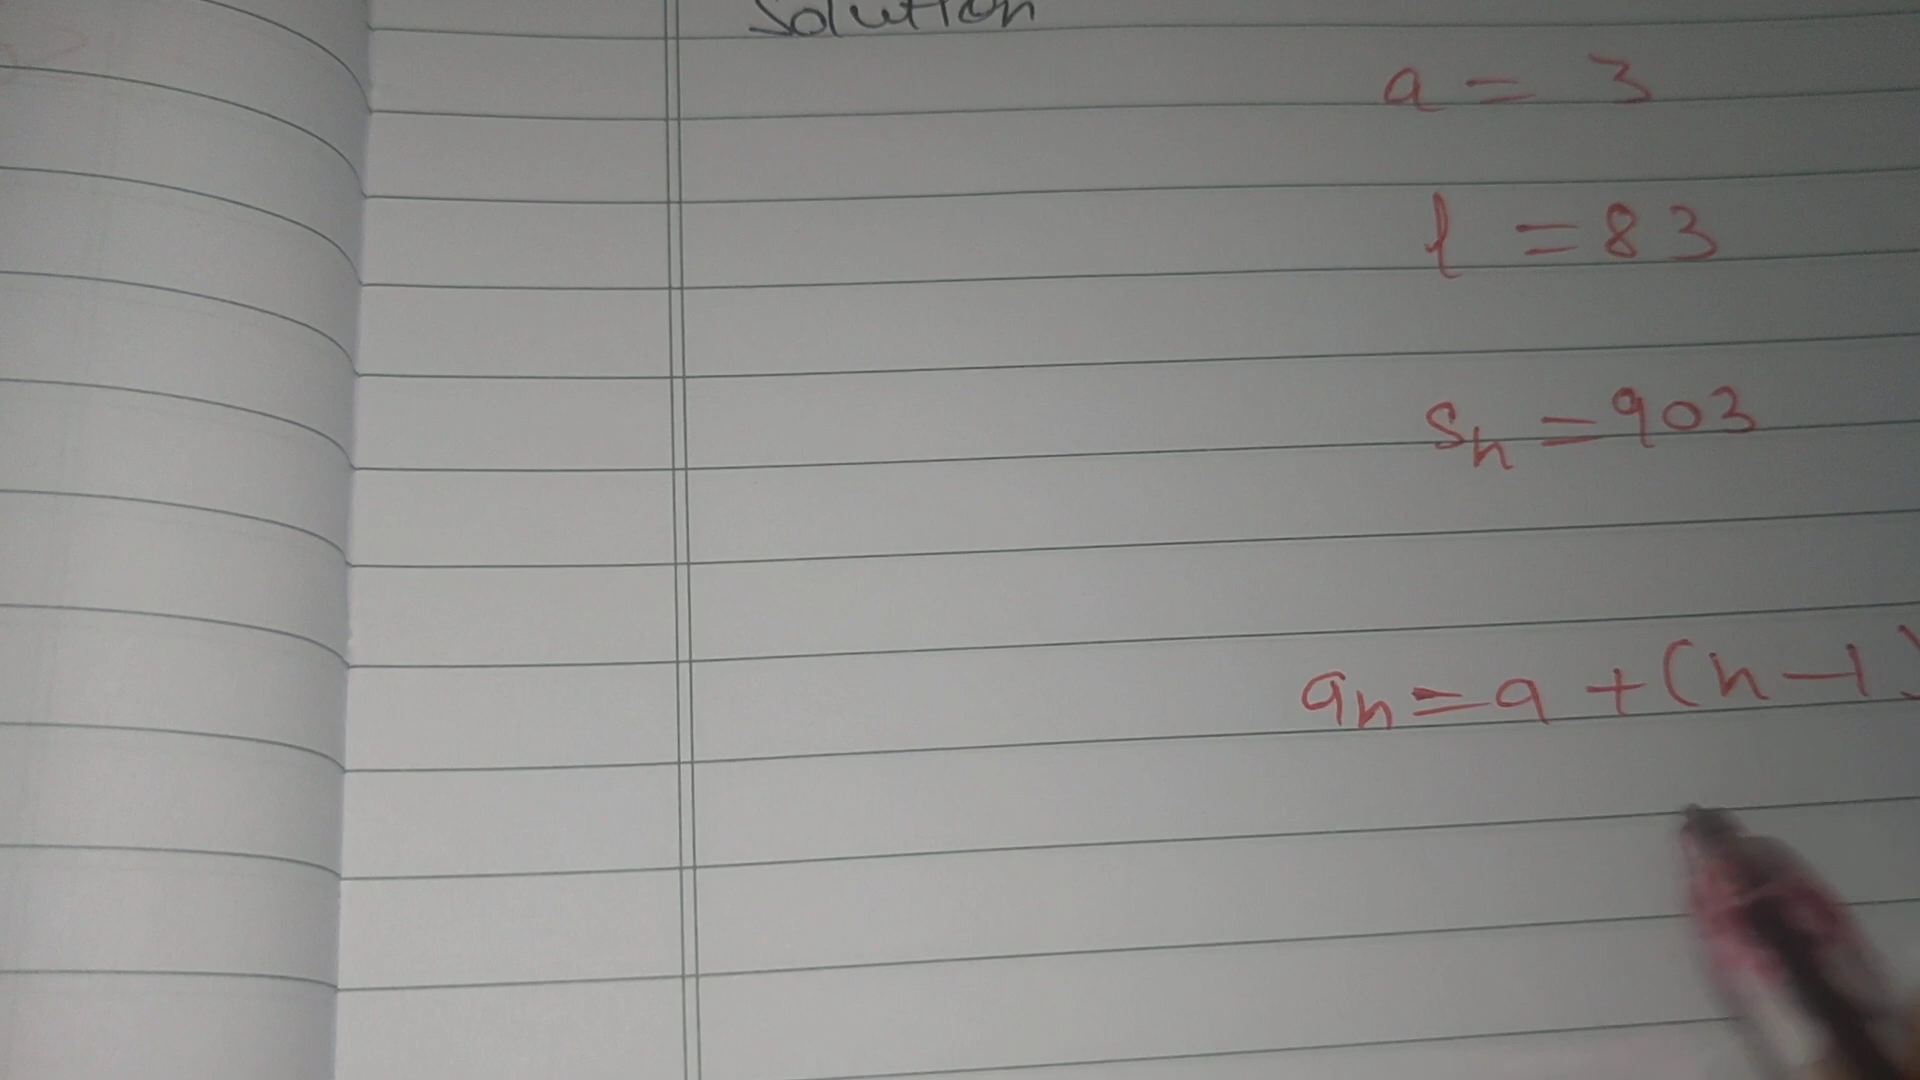 Solution
a = 3
l = 83
Sn = 903
an = a + (n-1)